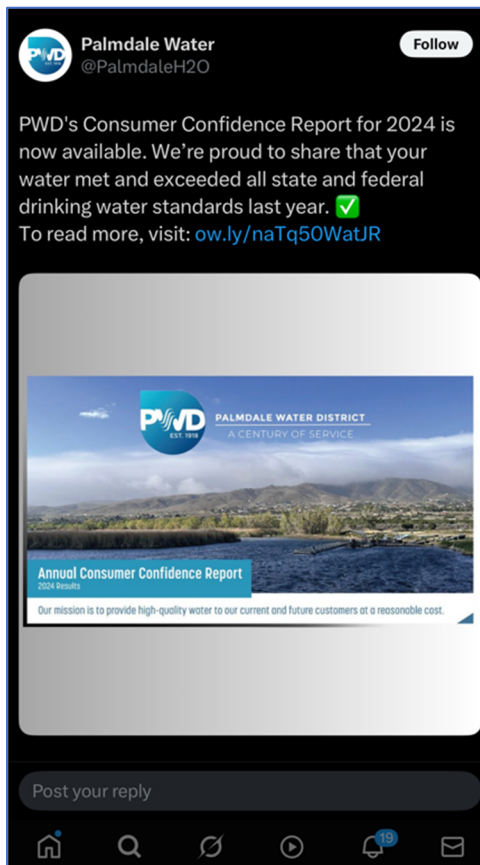 Palmdale Water
@PalmdaleH2O
Follow
PWD's Consumer Confidence Report for 2024 is
now available. We're proud to share that your
water met and exceeded all state and federal
drinking water standards last year. ✅
To read more, visit: ow.ly/naTq50WatJR
PWD
EST. 1918
PALMDALE WATER DISTRICT
A CENTURY OF SERVICE
Annual Consumer Confidence Report
2024 Results
Our mission is to provide high-quality water to our current and future customers at a reasonable cost.
Post your reply
19